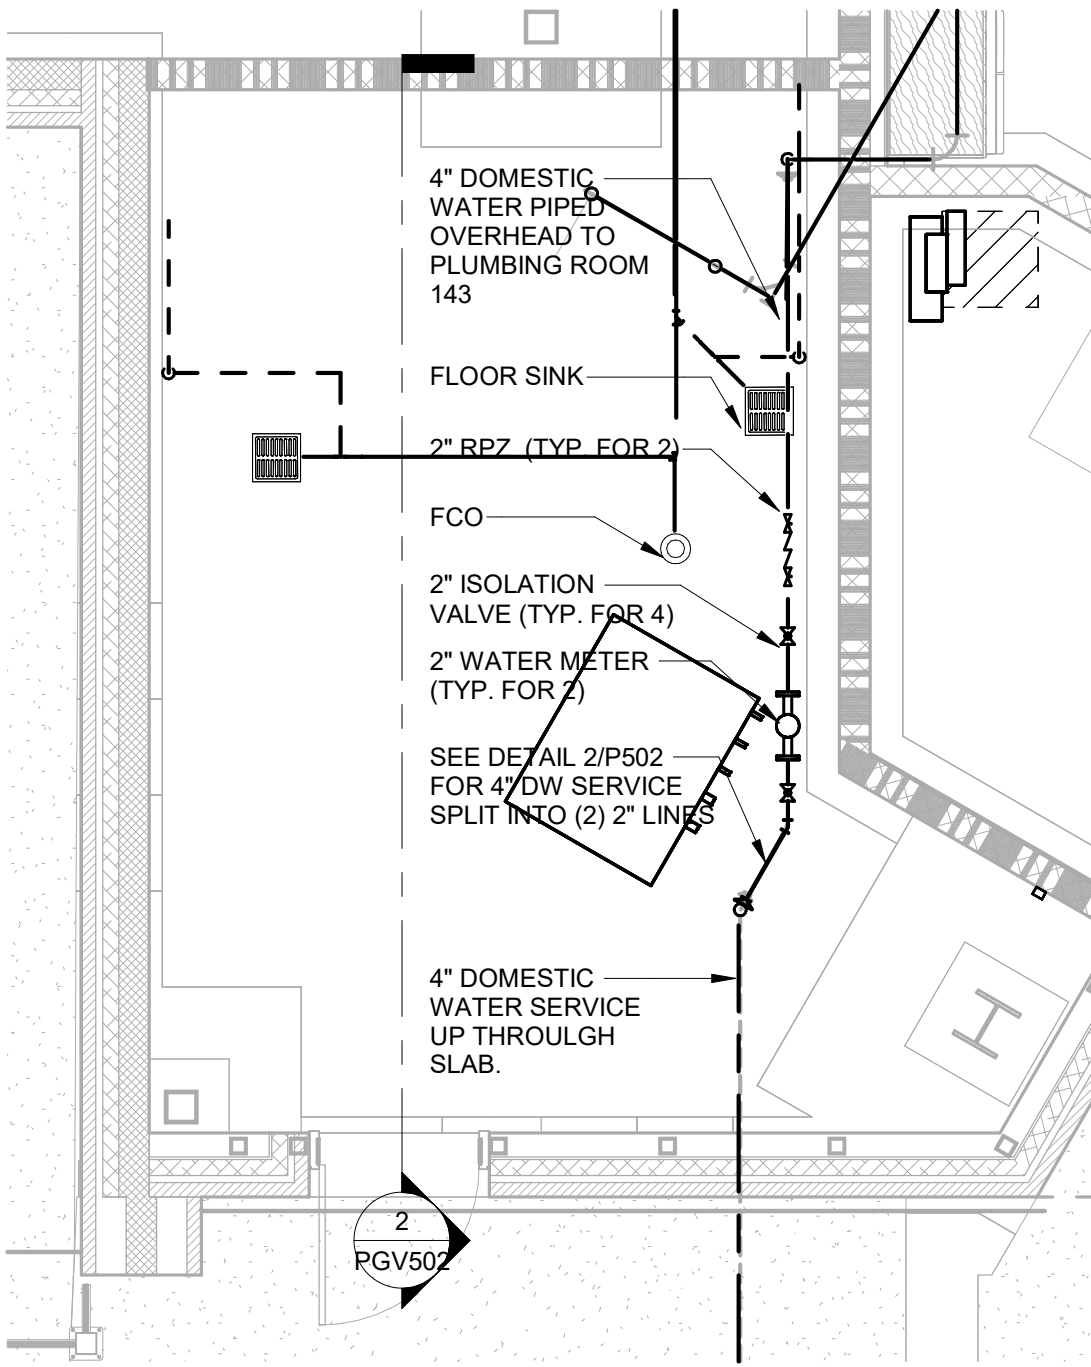 4" DOMESTIC
WATER PIPED
OVERHEAD TO
PLUMBING ROOM
143
FLOOR SINK
2" RPZ (TYP. FOR 2)
FCO
2" ISOLATION
VALVE (TYP. FOR 4)
2" WATER METER
(TYP. FOR 2)
SEE DETAIL 2/P502
FOR 4" DW SERVICE
SPLIT INTO (2) 2" LINES
4" DOMESTIC
WATER SERVICE
UP THROULGH
SLAB.
2
PGV502